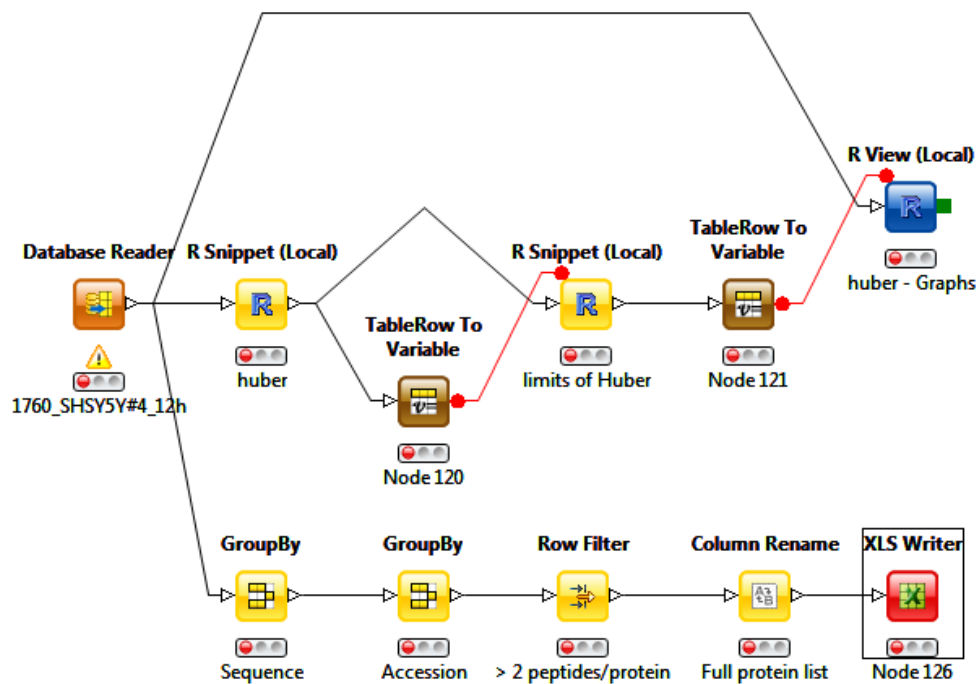 R View (Local)
Database Reader
R Snippet (Local)
R Snippet (Local)
TableRow To
Variable
huber - Graphs
TableRow To
Variable
huber
limits of Huber
Node 121
1760_SHSY5Y#4_12h
Node 120
GroupBy
GroupBy
Row Filter
Column Rename
XLS Writer
Sequence
Accession
> 2 peptides/protein
Full protein list
Node 126